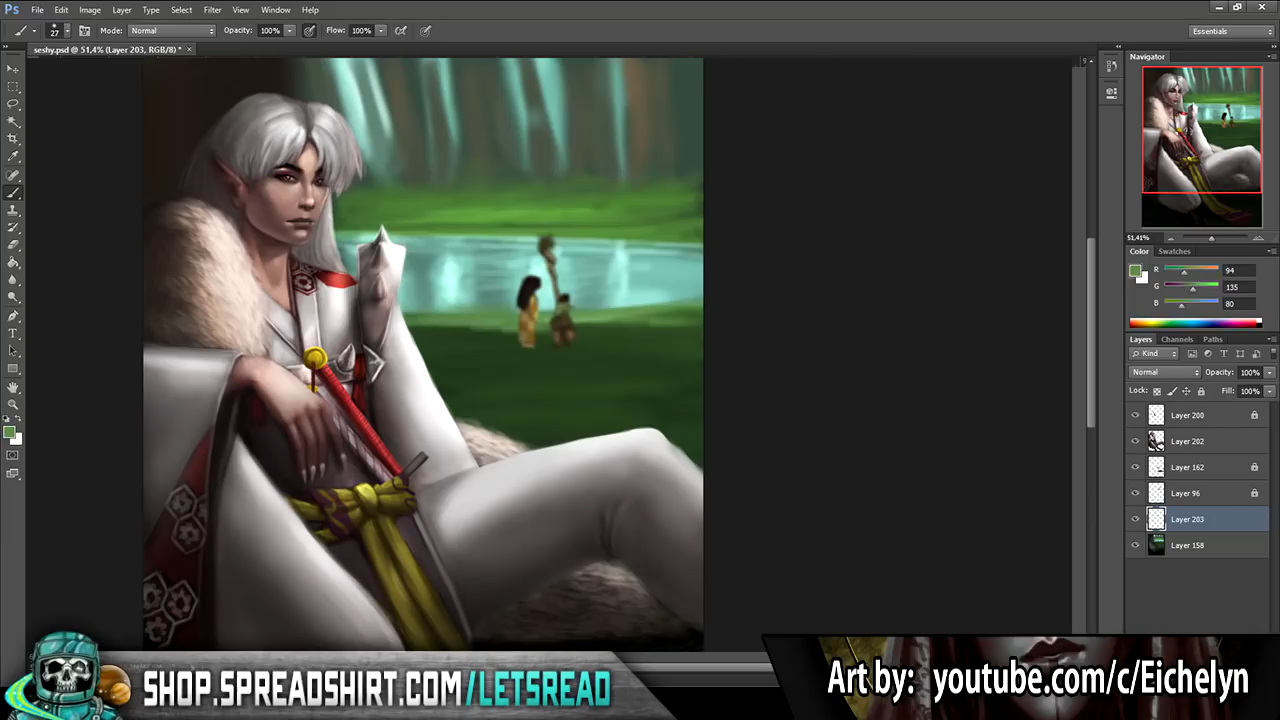 Ps File Edit Image Layer Type Select Filter View Window Help
27 Mode: Normal Opacity: 100% Flow: 100% Essentials
seshy.psd @ 51,4% (Layer 203, RGB/8) * ×
Navigator
51,41%
Color Swatches
R 94
G 135
B 80
Layers Channels Paths
Kind
Normal Opacity: 100%
Lock: Fill: 100%
Layer 200
Layer 202
Layer 162
Layer 96
Layer 203
Layer 158
SHOP.SPREADSHIRT.COM/LETSREAD
Art by: youtube.com/c/Eichelyn